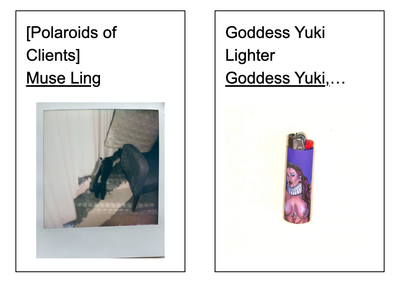 [Polaroids of
Clients]
Muse Ling
Goddess Yuki
Lighter
Goddess Yuki,...